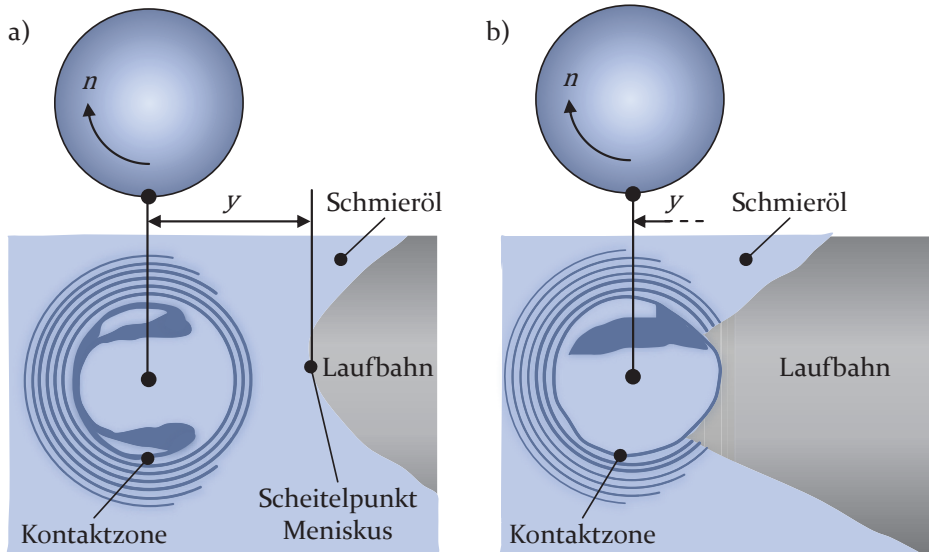 a)
n
y
Schmieröl
Laufbahn
Scheitelpunkt
Meniskus
Kontaktzone
b)
n
y
Schmieröl
Laufbahn
Kontaktzone